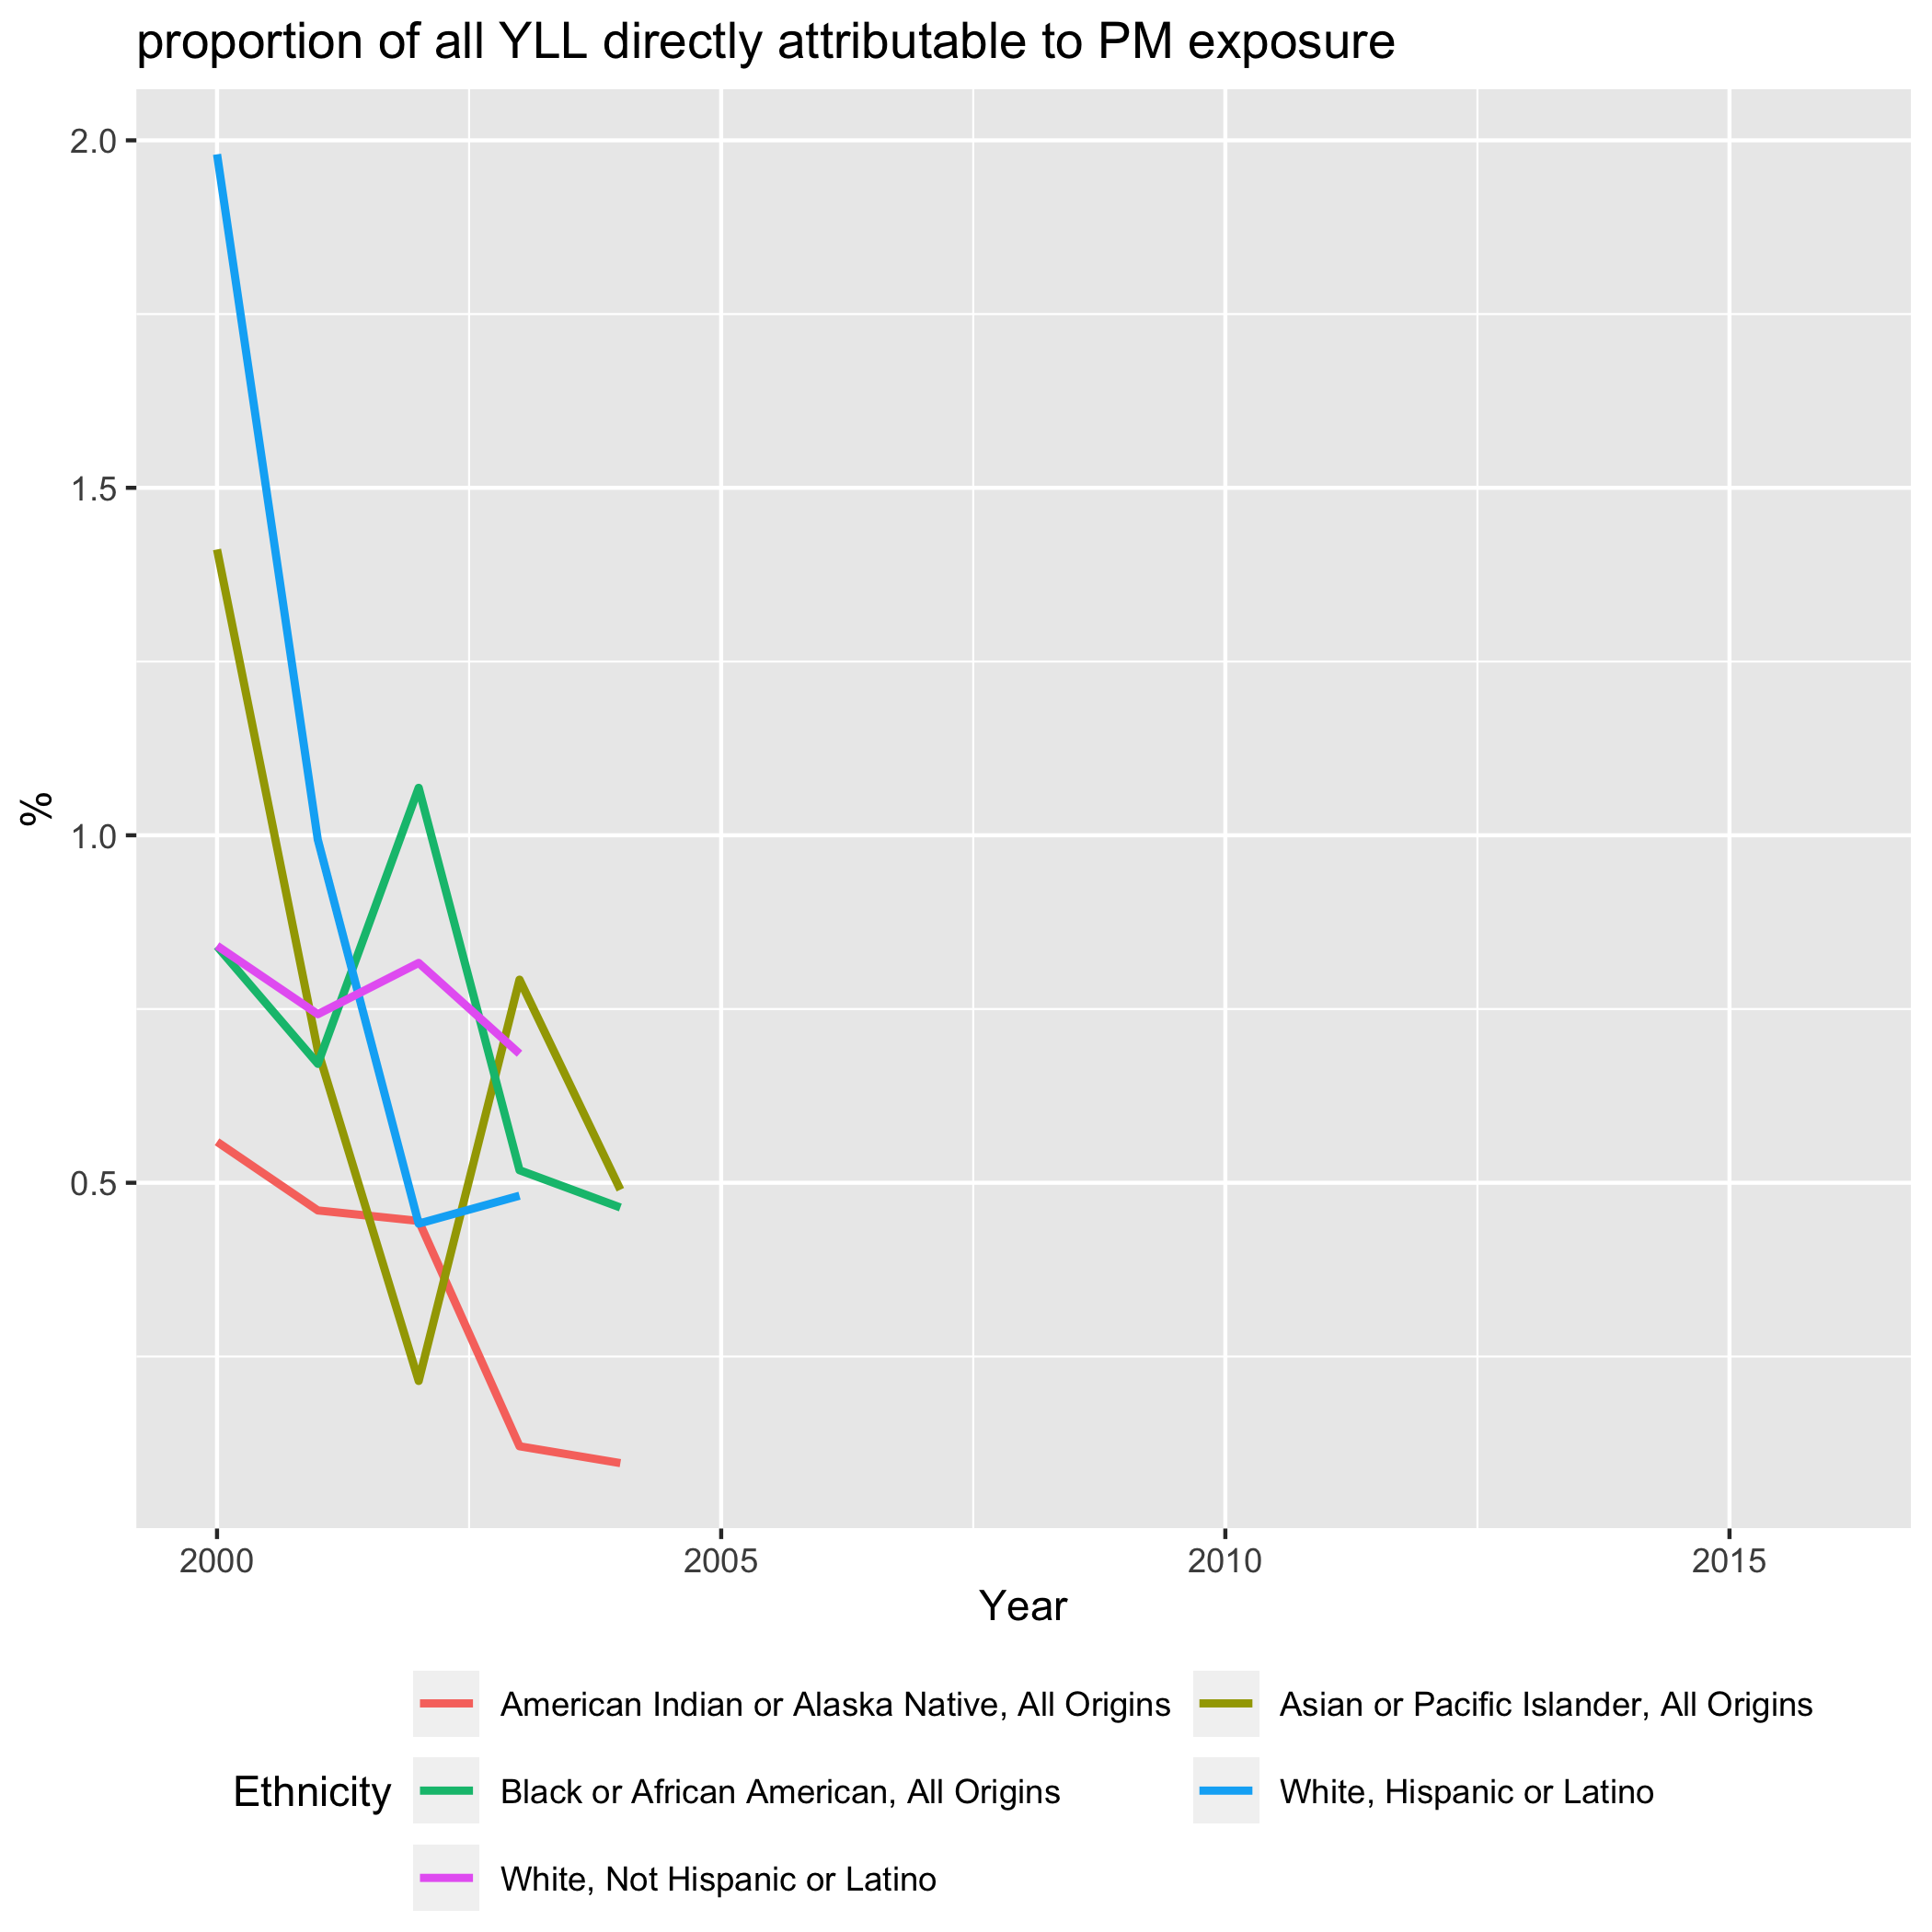 proportion of all YLL directly attributable to PM exposure
2.0
1.5
1.0
0.5
%
2000 2005 2010 2015
Year
Ethnicity
American Indian or Alaska Native, All Origins
Asian or Pacific Islander, All Origins
Black or African American, All Origins
White, Hispanic or Latino
White, Not Hispanic or Latino